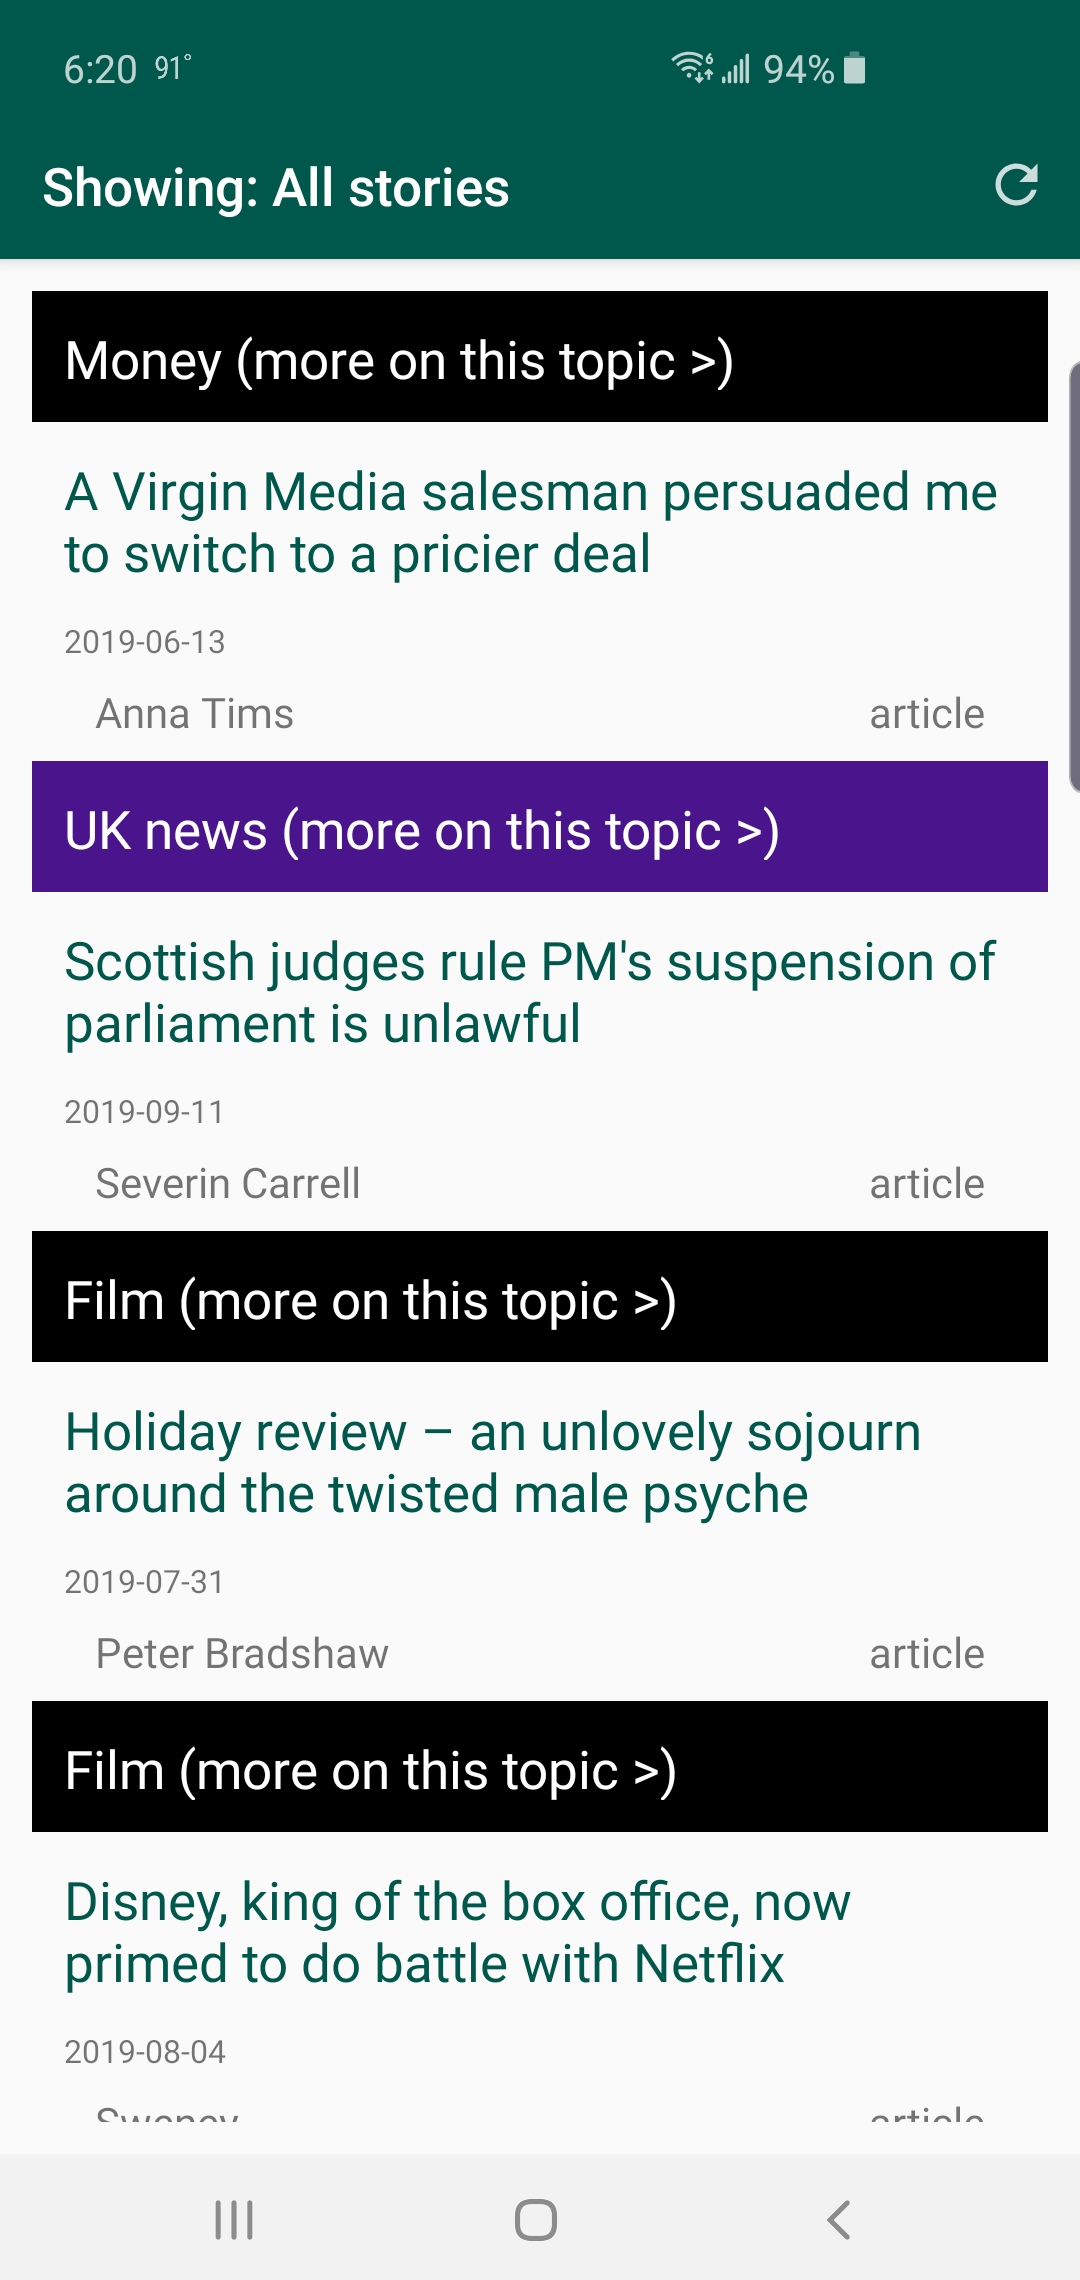 6:20 91° 94%
Showing: All stories
Money (more on this topic >)
A Virgin Media salesman persuaded me
to switch to a pricier deal
2019-06-13
Anna Tims article
UK news (more on this topic >)
Scottish judges rule PM's suspension of
parliament is unlawful
2019-09-11
Severin Carrell article
Film (more on this topic >)
Holiday review – an unlovely sojourn
around the twisted male psyche
2019-07-31
Peter Bradshaw article
Film (more on this topic >)
Disney, king of the box office, now
primed to do battle with Netflix
2019-08-04
Sweney article